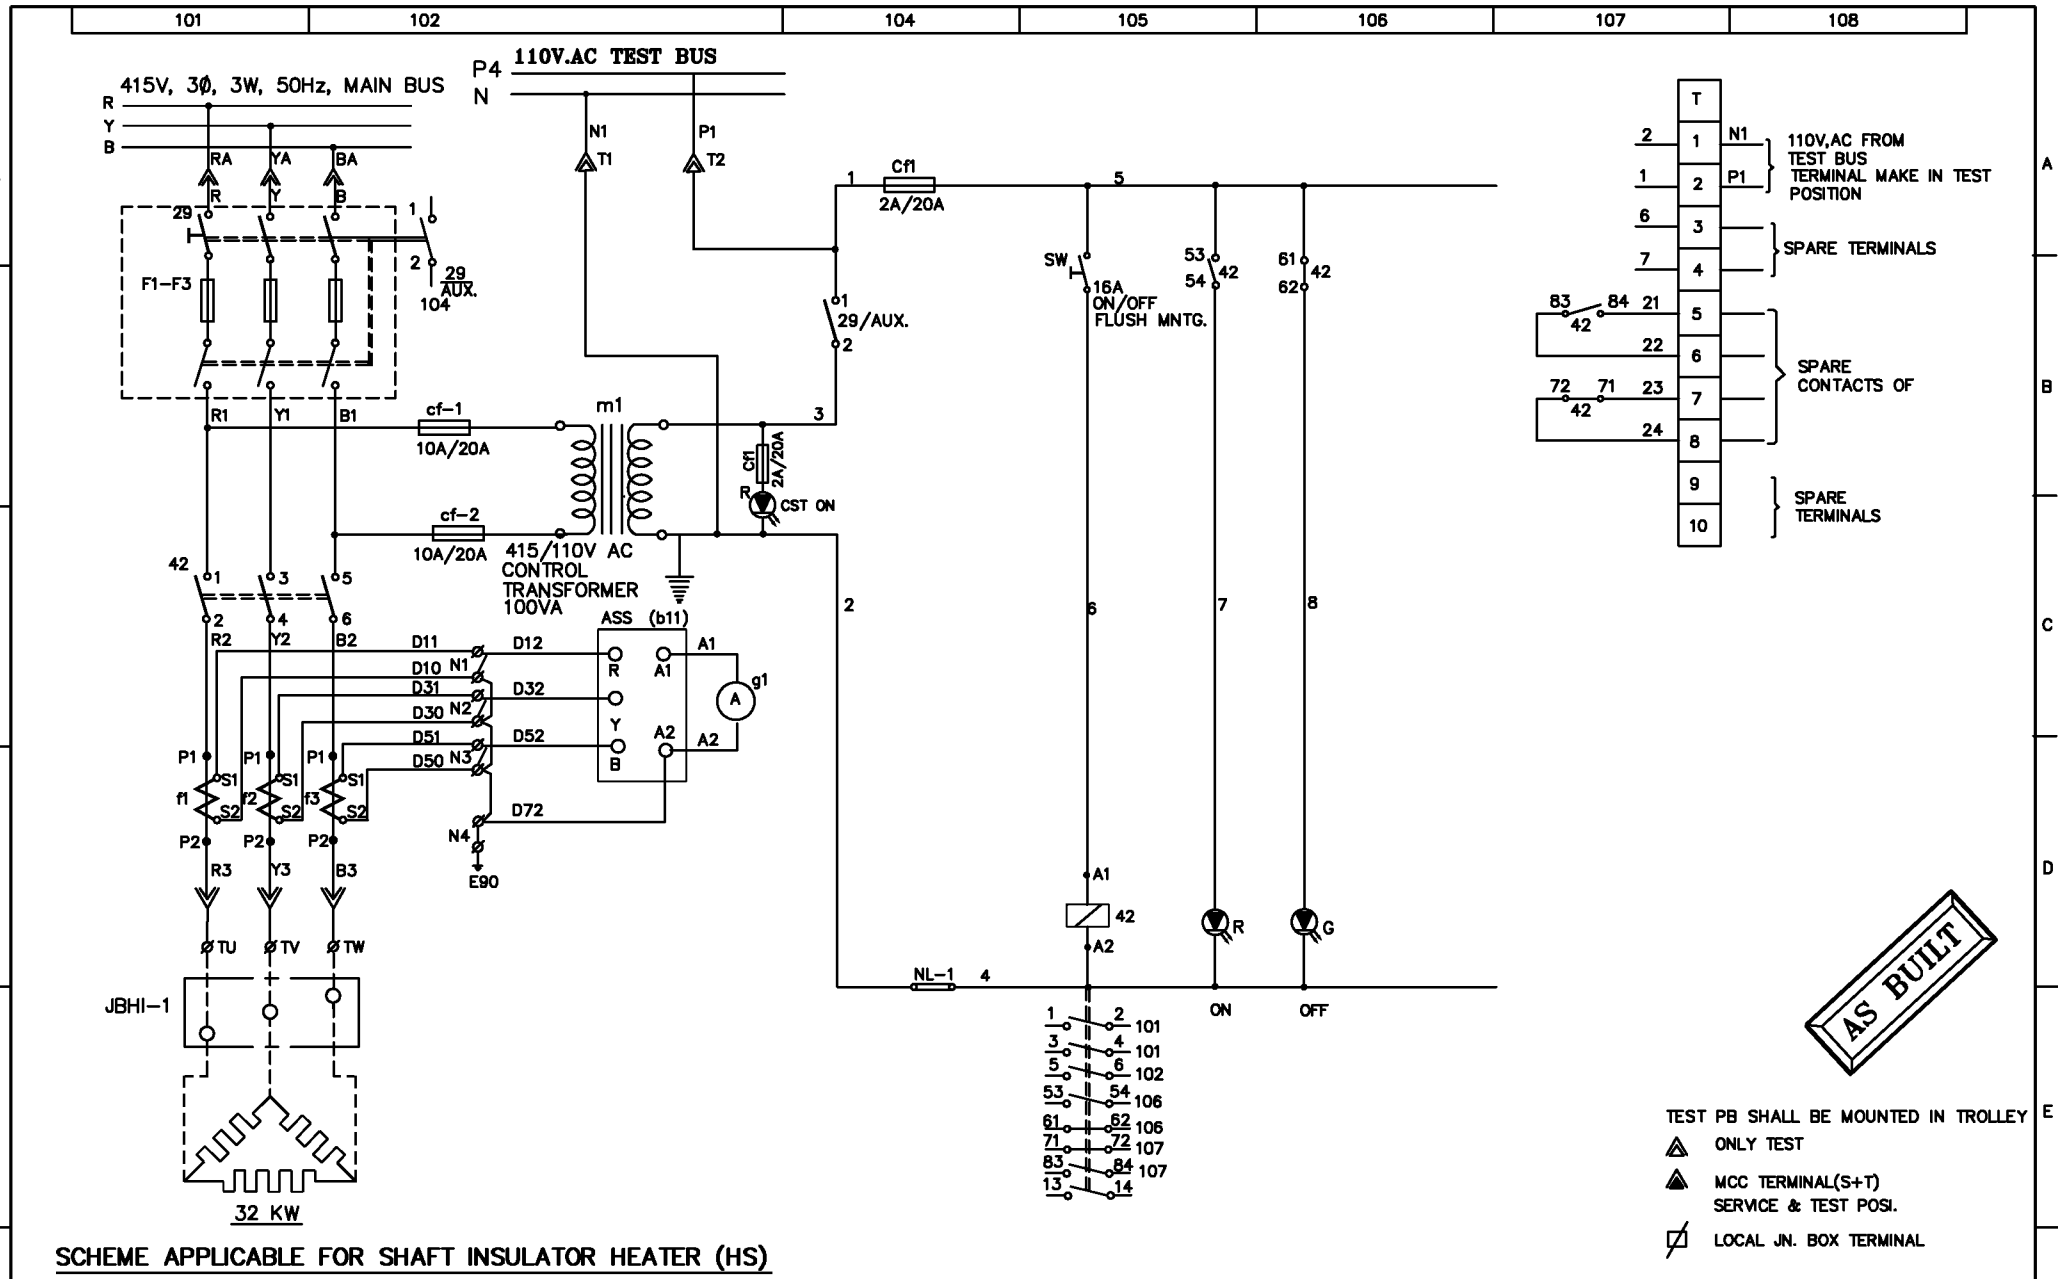 101 102 104 105 106 107 108
A
B
C
D
E
110V.AC TEST BUS
P4
N
415V, 3Ø, 3W, 50Hz, MAIN BUS
R
Y
B
RA YA BA
R Y B
29
1
2
29
AUX.
104
F1-F3
R1 Y1 B1
N1
T1
P1
T2
1
Cf1
2A/20A
5
1
29/AUX.
2
3
cf-1
10A/20A
cf-2
10A/20A
m1
415/110V AC
CONTROL
TRANSFORMER
100VA
Cf1
2A/20A
R
CST ON
2
SW
16A
ON/OFF
FLUSH MNTG.
53
54
42
61
62
42
6
7
8
42
1 3 5
2 4 6
R2 Y2 B2
D11
D10 N1
D31
D30 N2
D51
D50 N3
D12
D32
D52
D72
N4
E90
ASS (b11)
R
Y
B
A1
A2
A1
A2
g1
A
P1 P1 P1
S1 S1 S1
f1 f2 f3
S2 S2 S2
P2 P2 P2
R3 Y3 B3
TU TV TW
JBHI-1
32 KW
A1
42
A2
R
G
NL-1 4
ON
OFF
1 2 101
3 4 101
5 6 102
53 54 106
61 62 106
71 72 107
83 84 107
13 14
T
2 1 N1
1 2 P1
6 3
7 4
83 84 21 5
42
22 6
72 71 23 7
42
24 8
9
10
110V,AC FROM
TEST BUS
TERMINAL MAKE IN TEST
POSITION
SPARE TERMINALS
SPARE
CONTACTS OF
SPARE
TERMINALS
AS BUILT
TEST PB SHALL BE MOUNTED IN TROLLEY
ONLY TEST
MCC TERMINAL(S+T)
SERVICE & TEST POSI.
LOCAL JN. BOX TERMINAL
SCHEME APPLICABLE FOR SHAFT INSULATOR HEATER (HS)